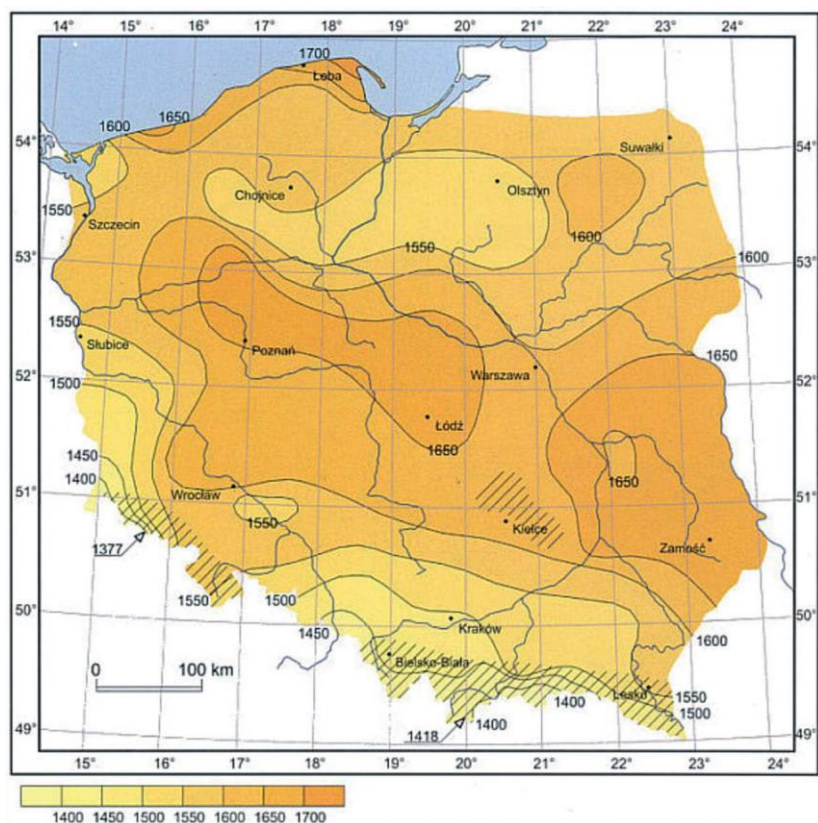 14° 15° 16° 17° 18° 19° 20° 21° 22° 23° 24°
1700
Łeba
1650
1600
54° 54°
Suwałki
Chojnice
Olsztyn
1550
Szczecin
1600
1550
53° 1600 53°
1550
Słubice
1650
Poznań
Warszawa
1500
52° 52°
Łódź
1650
1450
1400
1650
51° Wrocław 51°
1550
Kielce
1377
Zamość
1550
1500
50° 50°
1450
Kraków
1600
0 100 km
Bielsko-Biała
Lesko
1550
1400
1500
49° 1418 1400 49°
15° 16° 17° 18° 19° 20° 21° 22° 23° 24°
1400 1450 1500 1550 1600 1650 1700